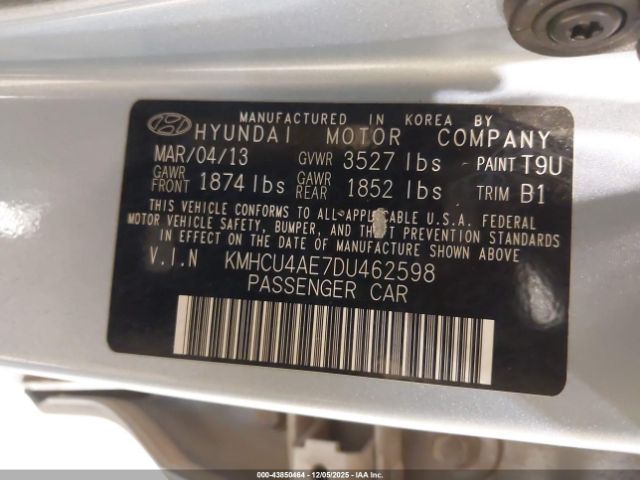 MANUFACTURED IN KOREA BY
HYUNDAI MOTOR COMPANY
MAR/04/13 GVWR 3527 lbs PAINT T9U
GAWR FRONT 1874 lbs GAWR REAR 1852 lbs TRIM B1
THIS VEHICLE CONFORMS TO ALL APPLICABLE U.S.A. FEDERAL
MOTOR VEHICLE SAFETY, BUMPER, AND THEFT PREVENTION STANDARDS
IN EFFECT ON THE DATE OF MANUFACTURE SHOWN ABOVE.
V.I.N KMHCU4AE7DU462598
PASSENGER CAR
000-43850464 - 12/05/2025 - IAA Inc.